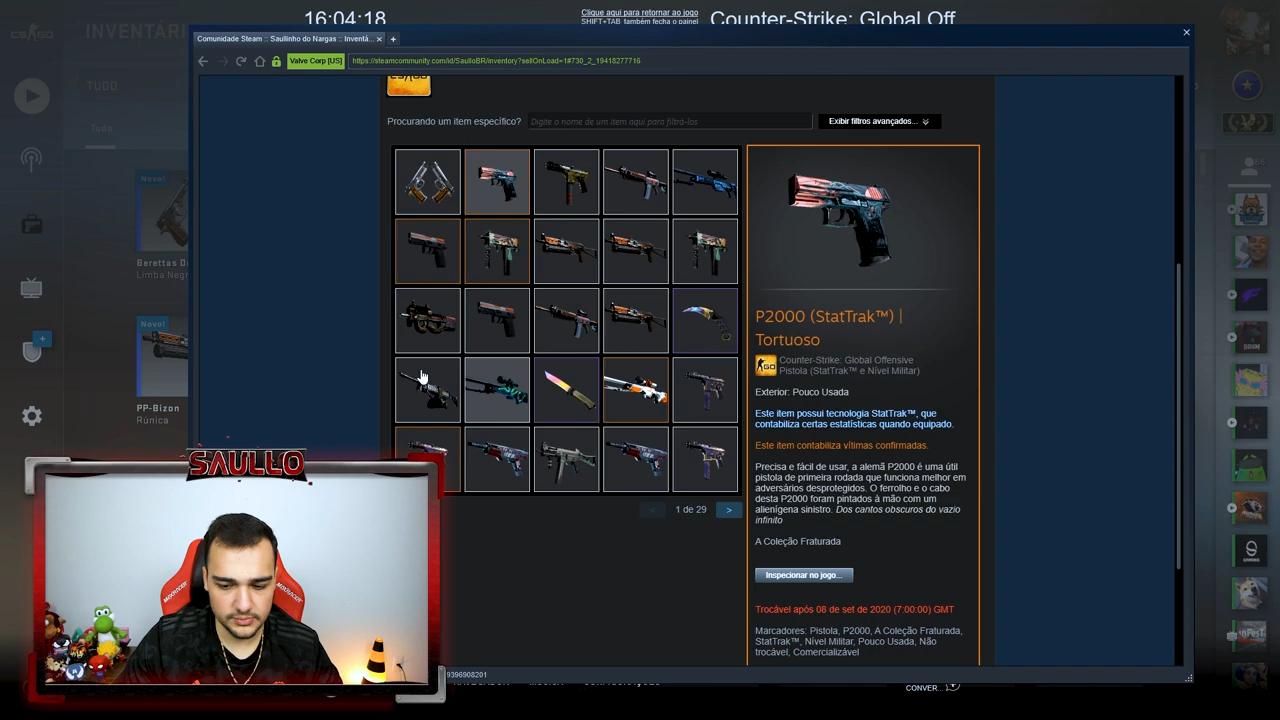 16:04:18
Clique aqui para retornar ao jogo
SHIFT+TAB também fecha o painel
Counter-Strike: Global Off
CS:GO
INVENTÁRI
Comunidade Steam :: Saullinho do Nargas :: Inventá...
Valve Corp [US]
https://steamcommunity.com/id/SaulloBR/inventory?sellOnLoad=1#730_2_19418277716
TUDO
Tudo
Procurando um item específico?
Digite o nome de um item aqui para filtrá-los
Exibir filtros avançados...
Novo!
Berettas D
Limba Neg
Novo!
PP-Bizon
Rúnica
86
P2000 (StatTrak™) |
Tortuoso
Counter-Strike: Global Offensive
Pistola (StatTrak™ e Nível Militar)
Exterior: Pouco Usada
Este item possui tecnologia StatTrak™, que
contabiliza certas estatísticas quando equipado.
Este item contabiliza vítimas confirmadas.
Precisa e fácil de usar, a alemã P2000 é uma útil
pistola de primeira rodada que funciona melhor em
adversários desprotegidos. O ferrolho e o cabo
desta P2000 foram pintados à mão com um
alienígena sinistro. Dos cantos obscuros do vazio
infinito
A Coleção Fraturada
Inspecionar no jogo...
Trocável após 08 de set de 2020 (7:00:00) GMT
Marcadores: Pistola, P2000, A Coleção Fraturada,
StatTrak™, Nível Militar, Pouco Usada, Não
trocável, Comercializável
< 1 de 29 >
SAULLO
9396908201
CONVER...